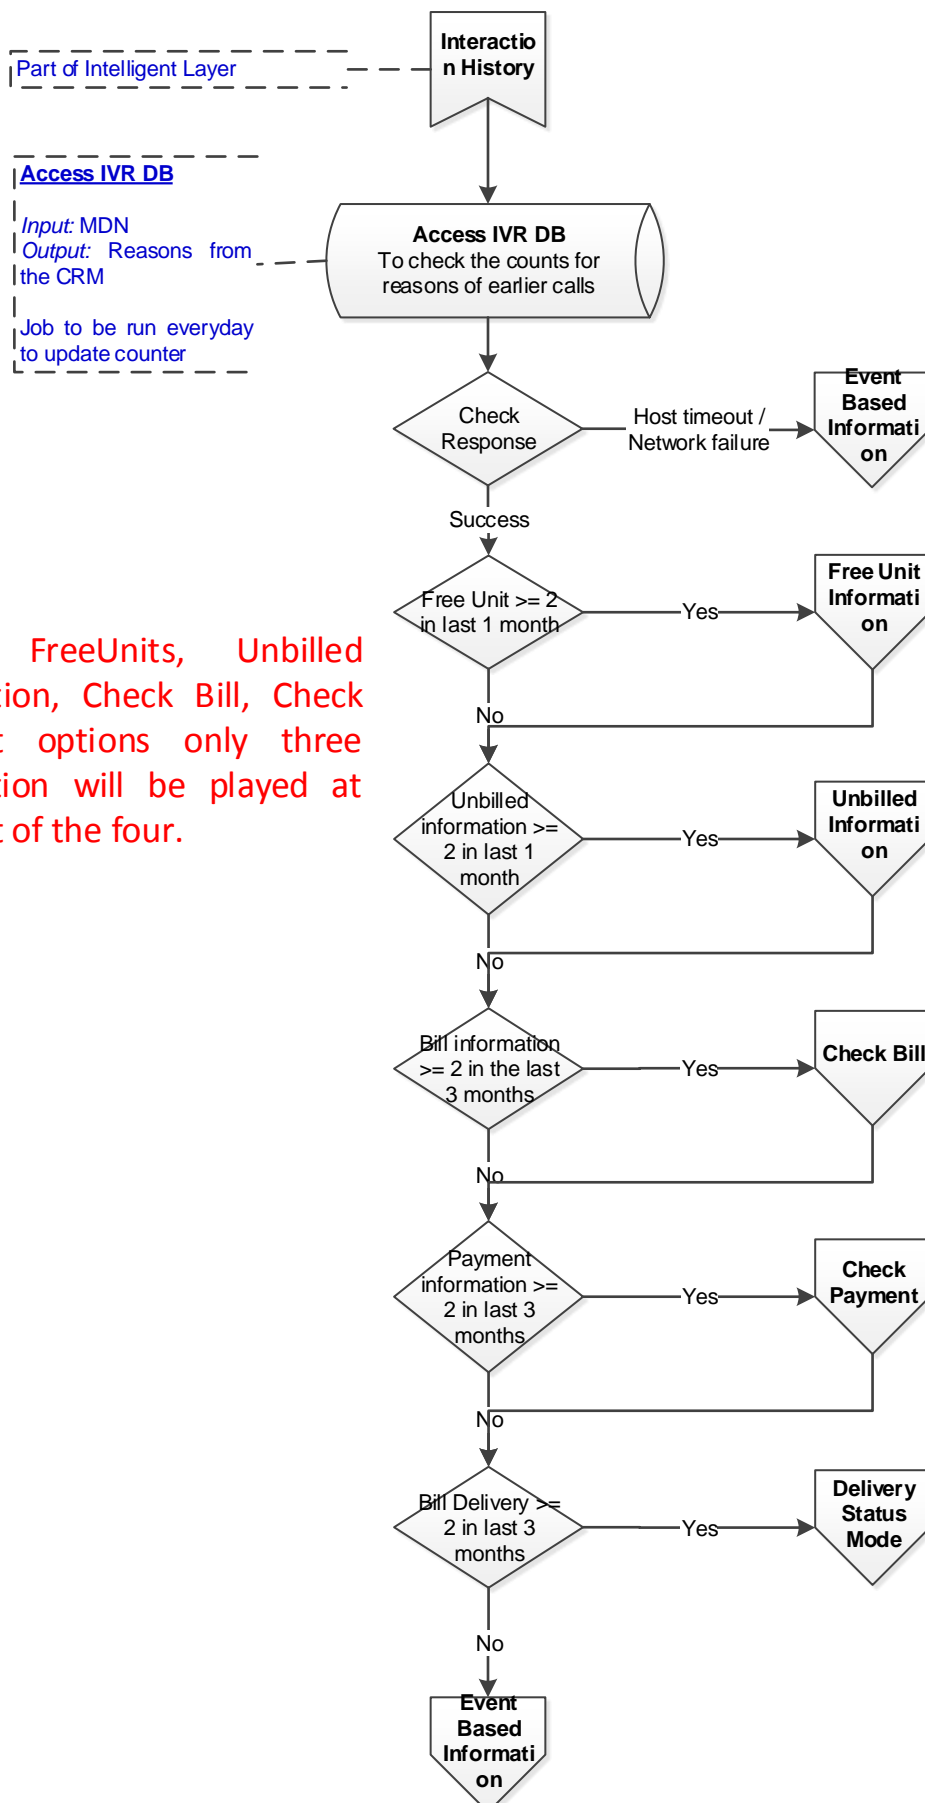 Interactio
n History
Part of Intelligent Layer
Access IVR DB
Input: MDN
Output: Reasons from
the CRM
Job to be run everyday
to update counter
Access IVR DB
To check the counts for
reasons of earlier calls
Check
Response
Host timeout /
Network failure
Event
Based
Informati
on
Success
Free Unit >= 2
in last 1 month
Yes
Free Unit
Informati
on
FreeUnits, Unbilled
tion, Check Bill, Check
t options only three
tion will be played at
t of the four.
No
Unbilled
information >=
2 in last 1
month
Yes
Unbilled
Informati
on
No
Bill information
>= 2 in the last
3 months
Yes
Check Bill
No
Payment
information >=
2 in last 3
months
Yes
Check
Payment
No
Bill Delivery >=
2 in last 3
months
Yes
Delivery
Status
Mode
No
Event
Based
Informati
on